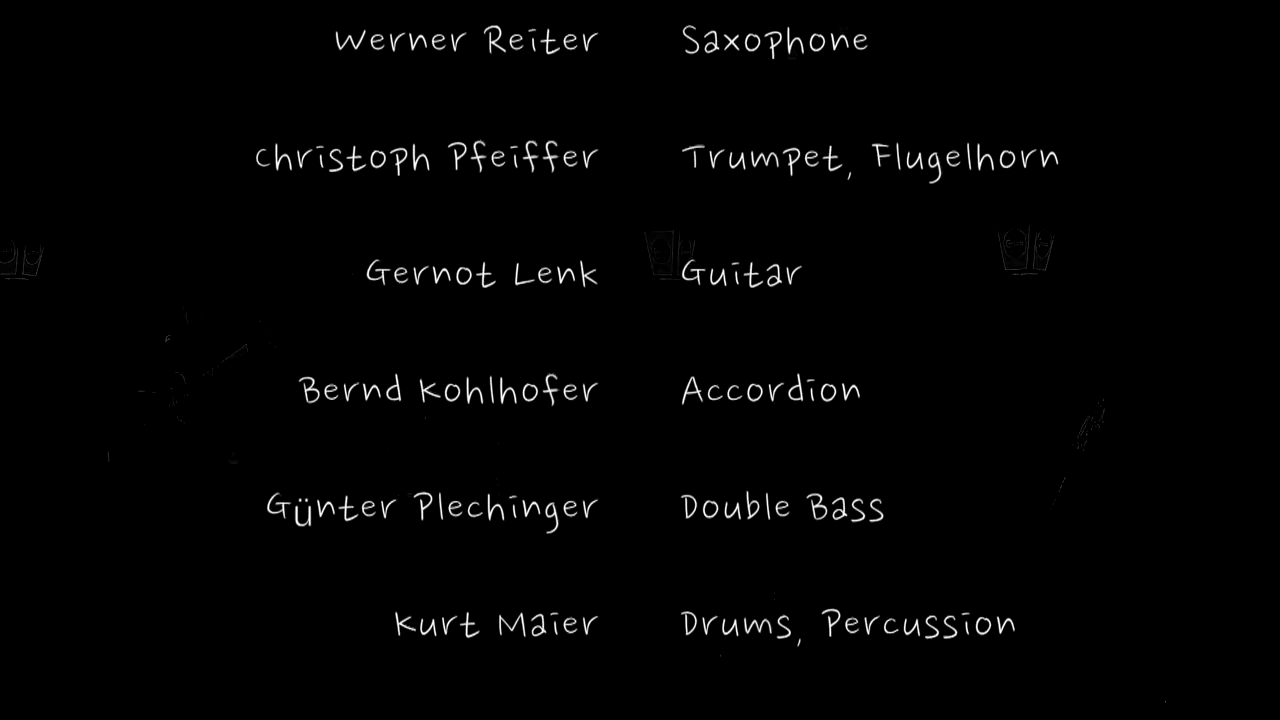 Werner Reiter Saxophone
Christoph Pfeiffer Trumpet, Flugelhorn
Gernot Lenk Guitar
Bernd Kohlhofer Accordion
Günter Plechinger Double Bass
Kurt Maier Drums, Percussion